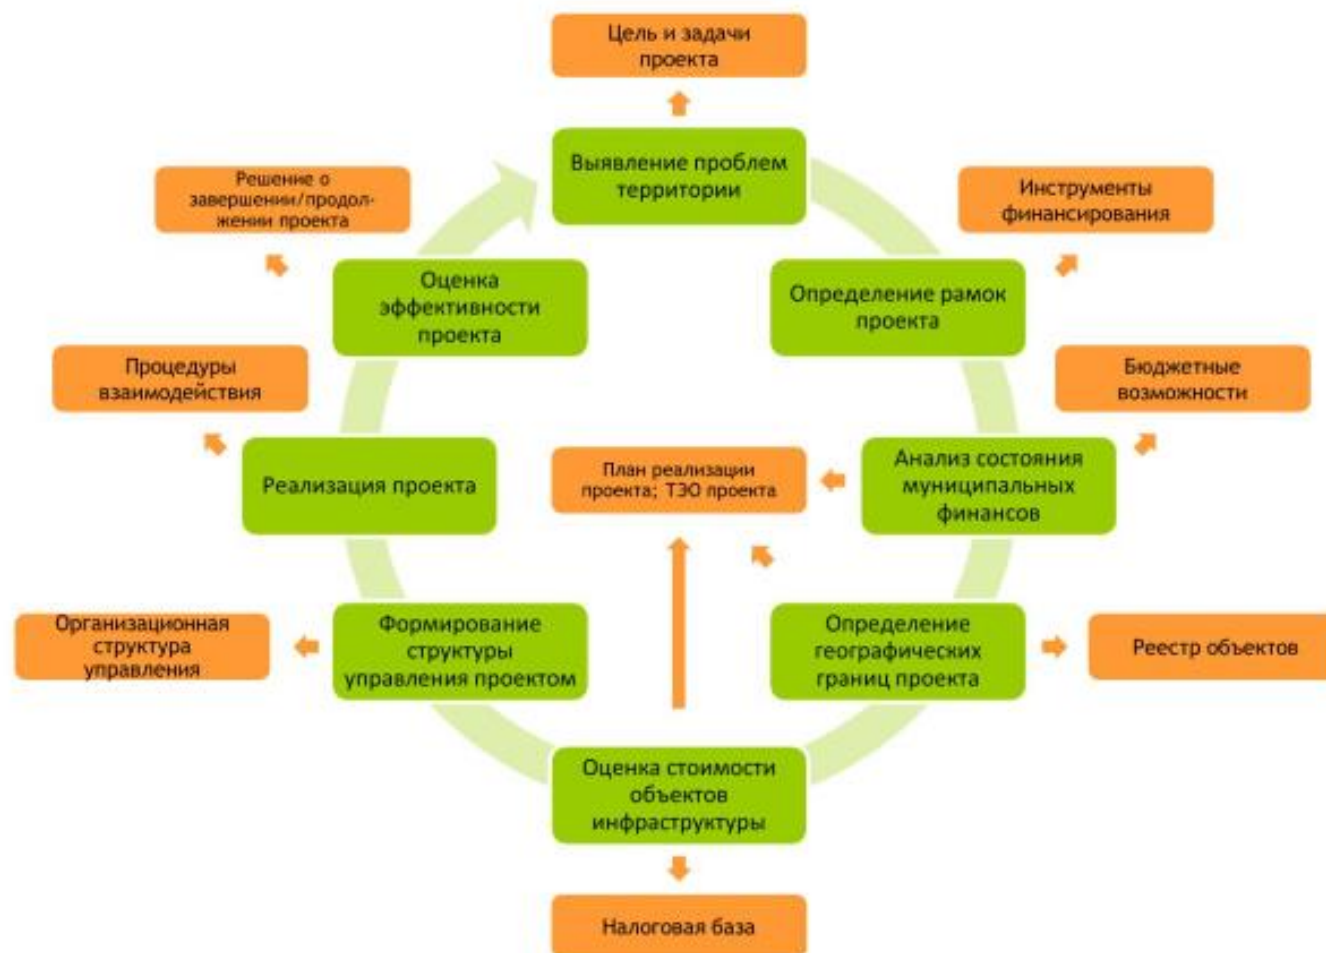 Цель и задачи
проекта
Выявление проблем
территории
Решение о
завершении/продол-
жении проекта
Инструменты
финансирования
Оценка
эффективности
проекта
Определение рамок
проекта
Процедуры
взаимодействия
Бюджетные
возможности
Реализация проекта
План реализации
проекта; ТЭО проекта
Анализ состояния
муниципальных
финансов
Организационная
структура
управления
Формирование
структуры
управления проектом
Определение
географических
границ проекта
Реестр объектов
Оценка стоимости
объектов
инфраструктуры
Налоговая база